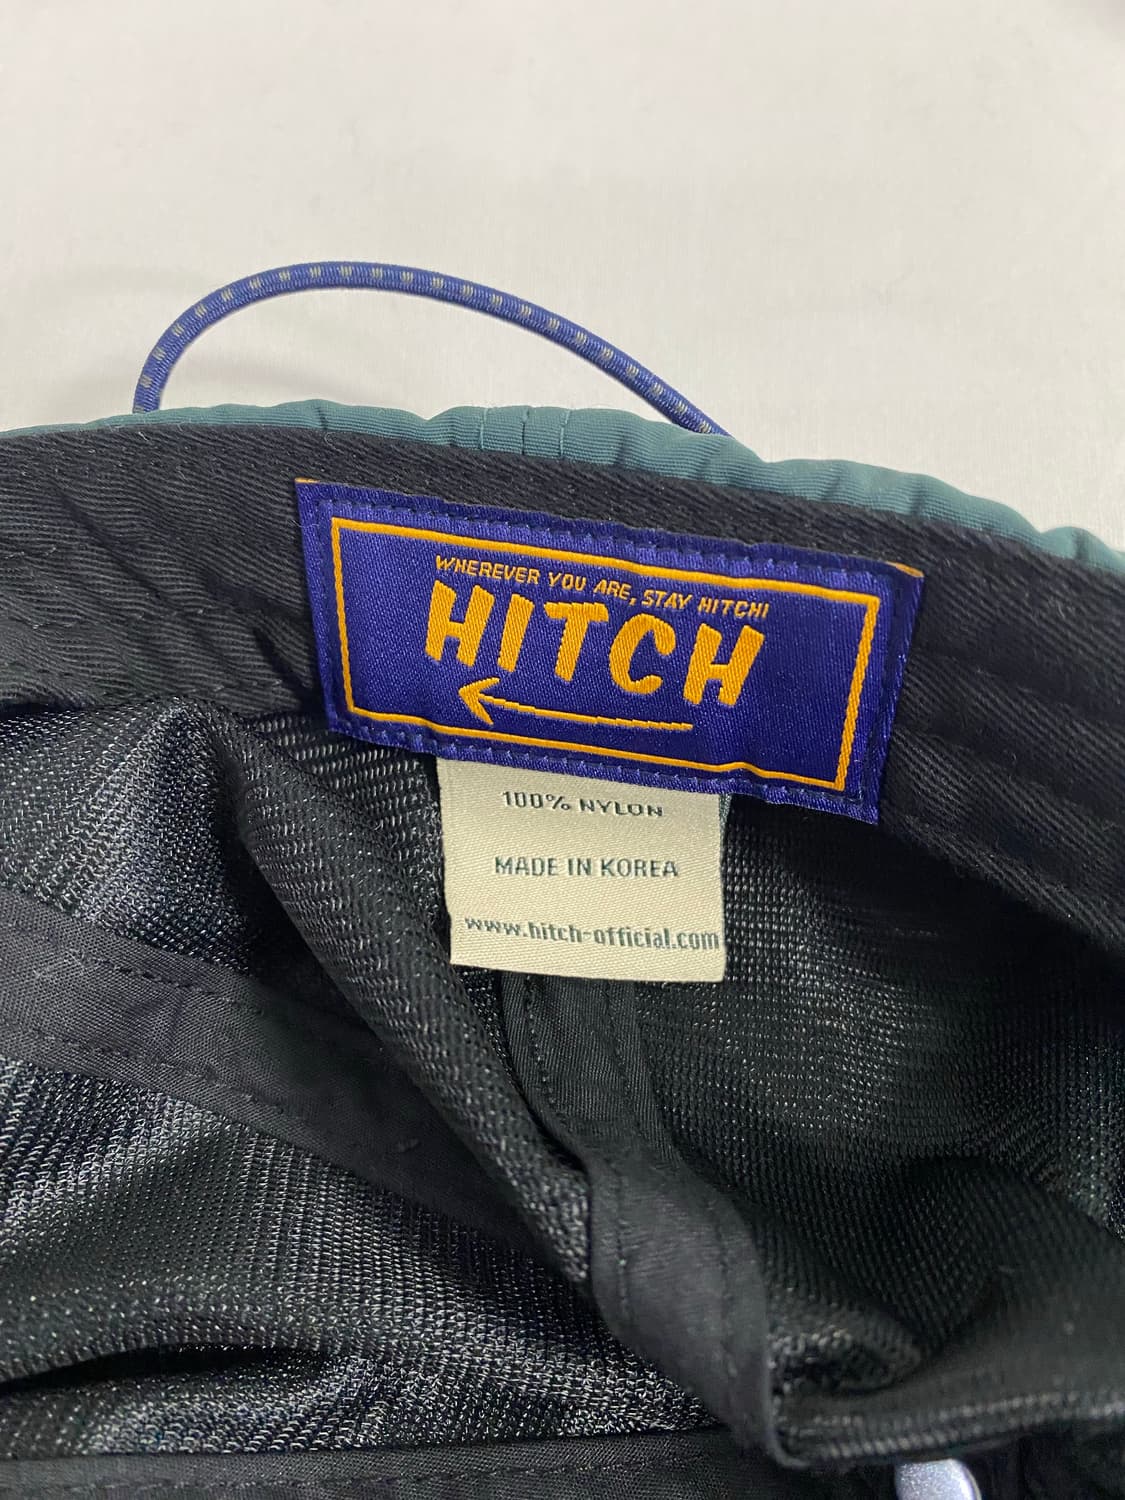 WHEREVER YOU ARE, STAY HITCH!
HITCH
100% NYLON
MADE IN KOREA
www.hitch-official.com